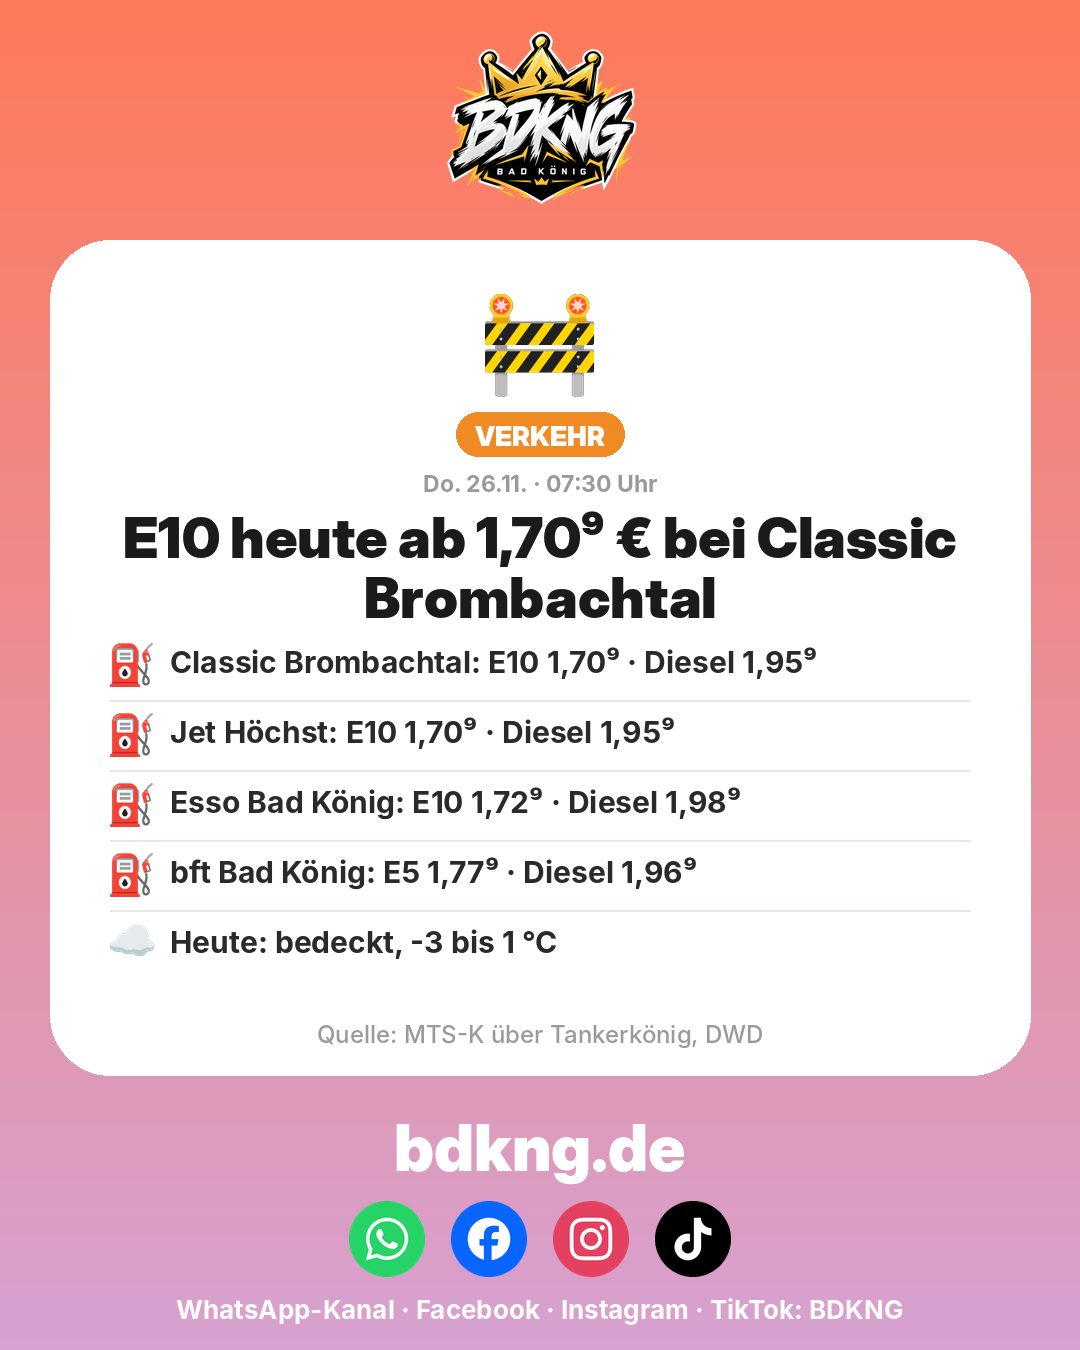 BDKNG
BAD KÖNIG
VERKEHR
Do. 26.11. · 07:30 Uhr
E10 heute ab 1,70⁹ € bei Classic
Brombachtal
Classic Brombachtal: E10 1,70⁹ · Diesel 1,95⁹
Jet Höchst: E10 1,70⁹ · Diesel 1,95⁹
Esso Bad König: E10 1,72⁹ · Diesel 1,98⁹
bft Bad König: E5 1,77⁹ · Diesel 1,96⁹
Heute: bedeckt, -3 bis 1 °C
Quelle: MTS-K über Tankerkönig, DWD
bdkng.de
WhatsApp-Kanal · Facebook · Instagram · TikTok: BDKNG